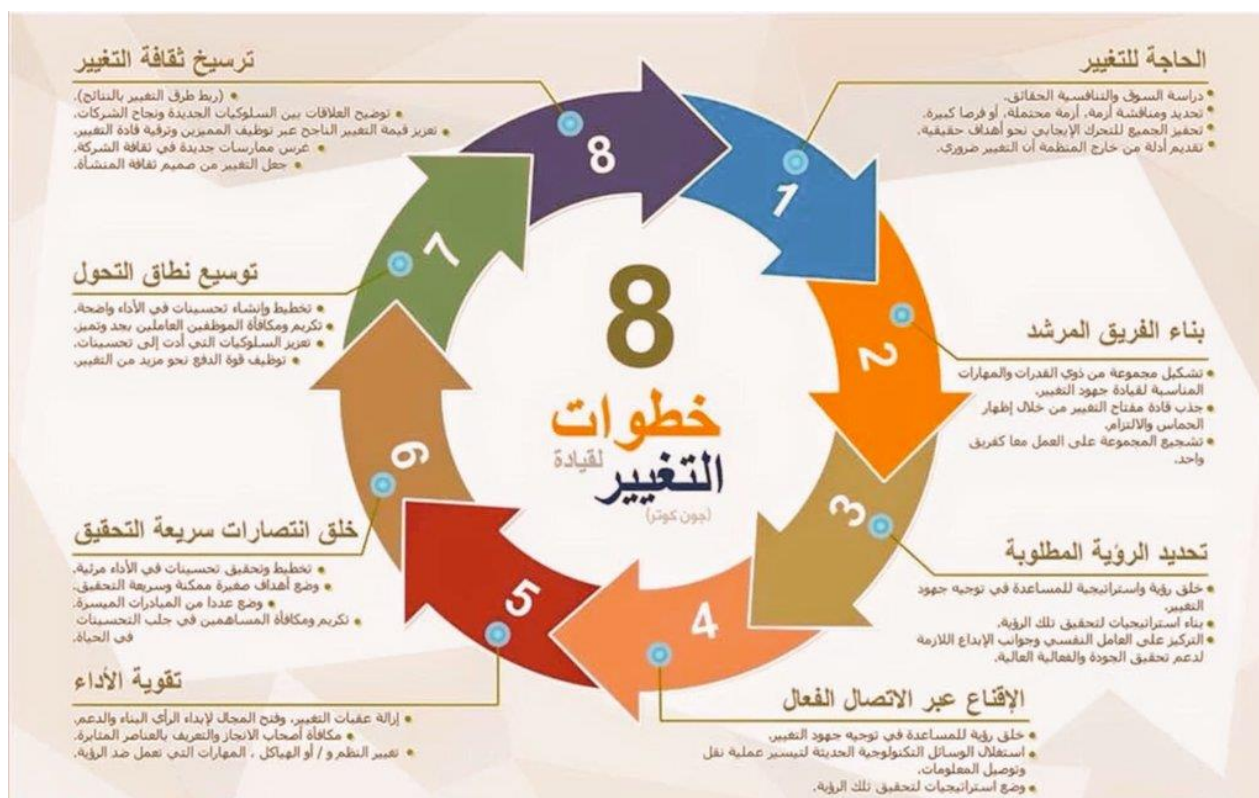 8
خطوات
لقيادة
التغيير
(جون كوتر)
1
الحاجة للتغيير
• دراسة السوق والتنافسية الحقائق.
• تحديد ومناقشة أزمة، أزمة محتملة، أو فرصا كبيرة.
• تحفيز الجميع للتحرك الإيجابي نحو أهداف حقيقية.
• تقديم أدلة من خارج المنظمة أن التغيير ضروري.
2
بناء الفريق المرشد
• تشكيل مجموعة من ذوي القدرات والمهارات
المناسبة لقيادة جهود التغيير.
• جذب قادة مفتاح التغيير من خلال إظهار
الحماس والالتزام.
• تشجيع المجموعة على العمل معا كفريق
واحد.
3
تحديد الرؤية المطلوبة
• خلق رؤية واستراتيجية للمساعدة في توجيه جهود
التغيير.
• بناء استراتيجيات لتحقيق تلك الرؤية.
• التركيز على العامل النفسي وجوانب الإبداع اللازمة
لدعم تحقيق الجودة والفعالية العالية.
4
الإقناع عبر الاتصال الفعال
• خلق رؤية للمساعدة في توجيه جهود التغيير.
• استغلال الوسائل التكنولوجية الحديثة لتيسير عملية نقل
وتوصيل المعلومات.
• وضع استراتيجيات لتحقيق تلك الرؤية.
5
تقوية الأداء
• إزالة عقبات التغيير، وفتح المجال لإبداء الرأي البناء والدعم.
• مكافأة أصحاب الانجاز والتعريف بالعناصر المثابرة.
• تغيير النظم و / أو الهياكل ، المهارات التي تعمل ضد الرؤية.
6
خلق انتصارات سريعة التحقيق
• تخطيط وتحقيق تحسينات في الأداء مرئية.
• وضع أهداف صغيرة ممكنة وسريعة التحقيق.
• وضع عددا من المبادرات الميسرة.
• تكريم ومكافأة المساهمين في جلب التحسينات
في الحياة.
7
توسيع نطاق التحول
• تخطيط وإنشاء تحسينات في الأداء واضحة.
• تكريم ومكافأة الموظفين العاملين بجد وتميز.
• تعزيز السلوكيات التي أدت إلى تحسينات.
• توظيف قوة الدفع نحو مزيد من التغيير.
8
ترسيخ ثقافة التغيير
• (ربط طرق التغيير بالنتائج).
• توضيح العلاقات بين السلوكيات الجديدة ونجاح الشركات.
• تعزيز قيمة التغيير الناجح عبر توظيف المميزين وترقية قادة التغيير.
• غرس ممارسات جديدة في ثقافة الشركة.
• جعل التغيير من صميم ثقافة المنشأة.